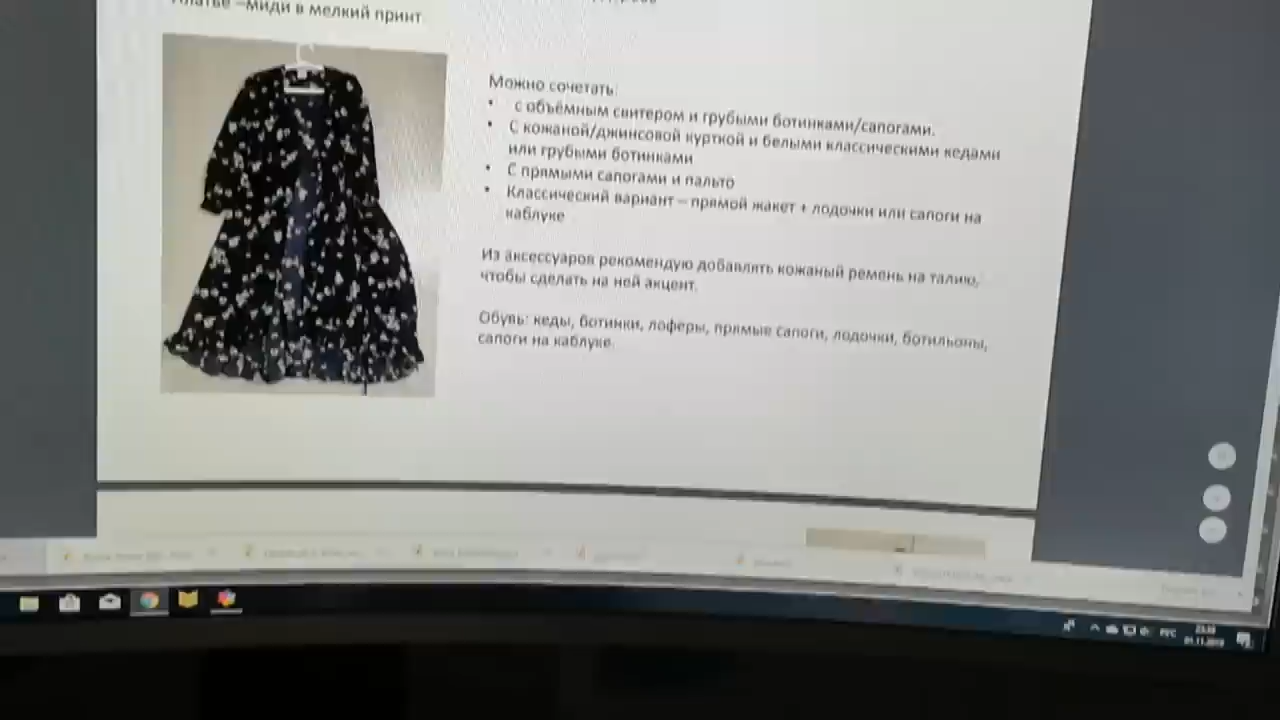 Платье –миди в мелкий принт
Можно сочетать:
• с объёмным свитером и грубыми ботинками/сапогами.
• С кожаной/джинсовой курткой и белыми классическими кедами
или грубыми ботинками
• С прямыми сапогами и пальто
• Классический вариант – прямой жакет + лодочки или сапоги на
каблуке
Из аксессуаров рекомендую добавлять кожаный ремень на талию,
чтобы сделать на ней акцент.
Обувь: кеды, ботинки, лоферы, прямые сапоги, лодочки, ботильоны,
сапоги на каблуке.
РУС